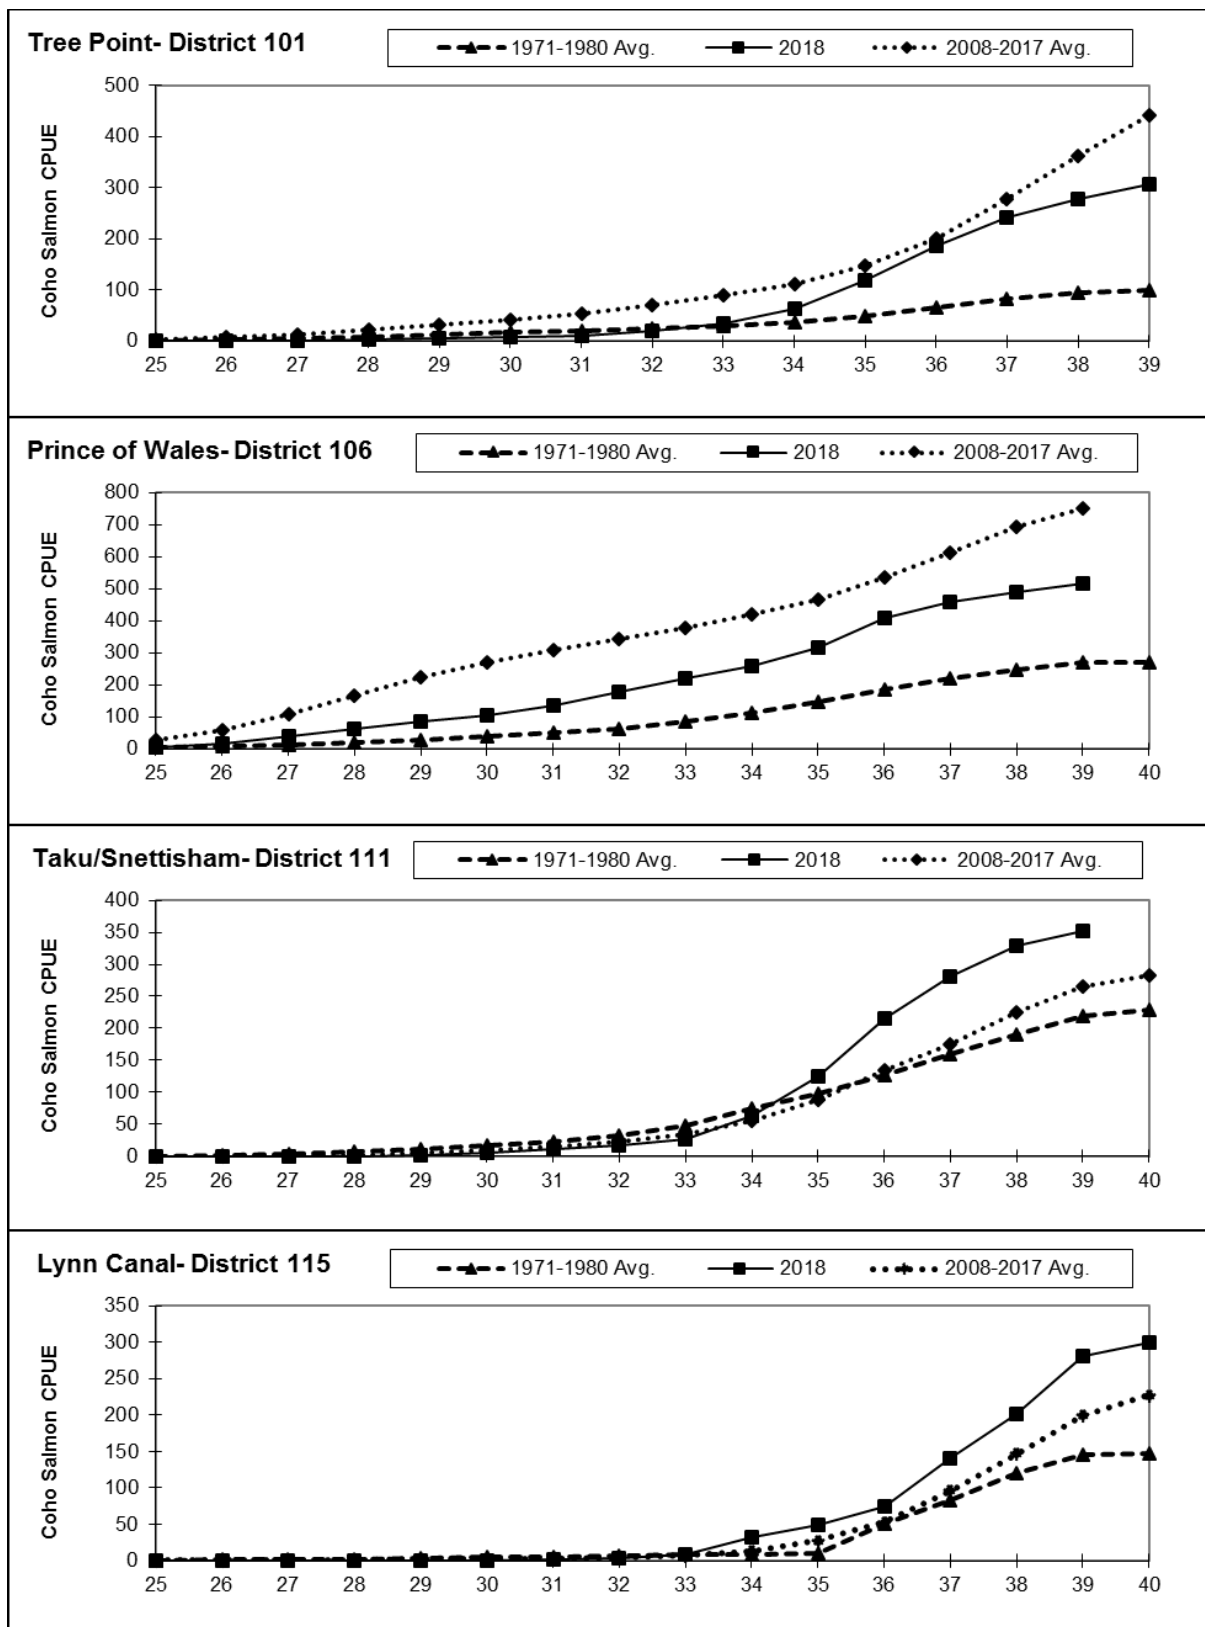 Tree Point- District 101
1971-1980 Avg. 2018 2008-2017 Avg.
Coho Salmon CPUE
500
400
300
200
100
0
25 26 27 28 29 30 31 32 33 34 35 36 37 38 39
Prince of Wales- District 106
1971-1980 Avg. 2018 2008-2017 Avg.
Coho Salmon CPUE
800
700
600
500
400
300
200
100
0
25 26 27 28 29 30 31 32 33 34 35 36 37 38 39 40
Taku/Snettisham- District 111
1971-1980 Avg. 2018 2008-2017 Avg.
Coho Salmon CPUE
400
350
300
250
200
150
100
50
0
25 26 27 28 29 30 31 32 33 34 35 36 37 38 39 40
Lynn Canal- District 115
1971-1980 Avg. 2018 2008-2017 Avg.
Coho Salmon CPUE
350
300
250
200
150
100
50
0
25 26 27 28 29 30 31 32 33 34 35 36 37 38 39 40